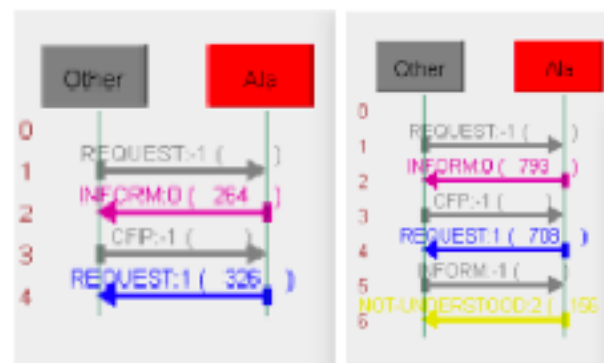 Other Ala
0
REQUEST:-1 ( )
1
INFORM:0 ( 264 )
2
CFP:-1 ( )
3
REQUEST:1 ( 326 )
4
Other Ala
0
REQUEST:-1 ( )
1
INFORM:0 ( 793 )
2
CFP:-1 ( )
3
REQUEST:1 ( 708 )
4
INFORM:-1 ( )
5
NOT-UNDERSTOOD:2 ( 156
6